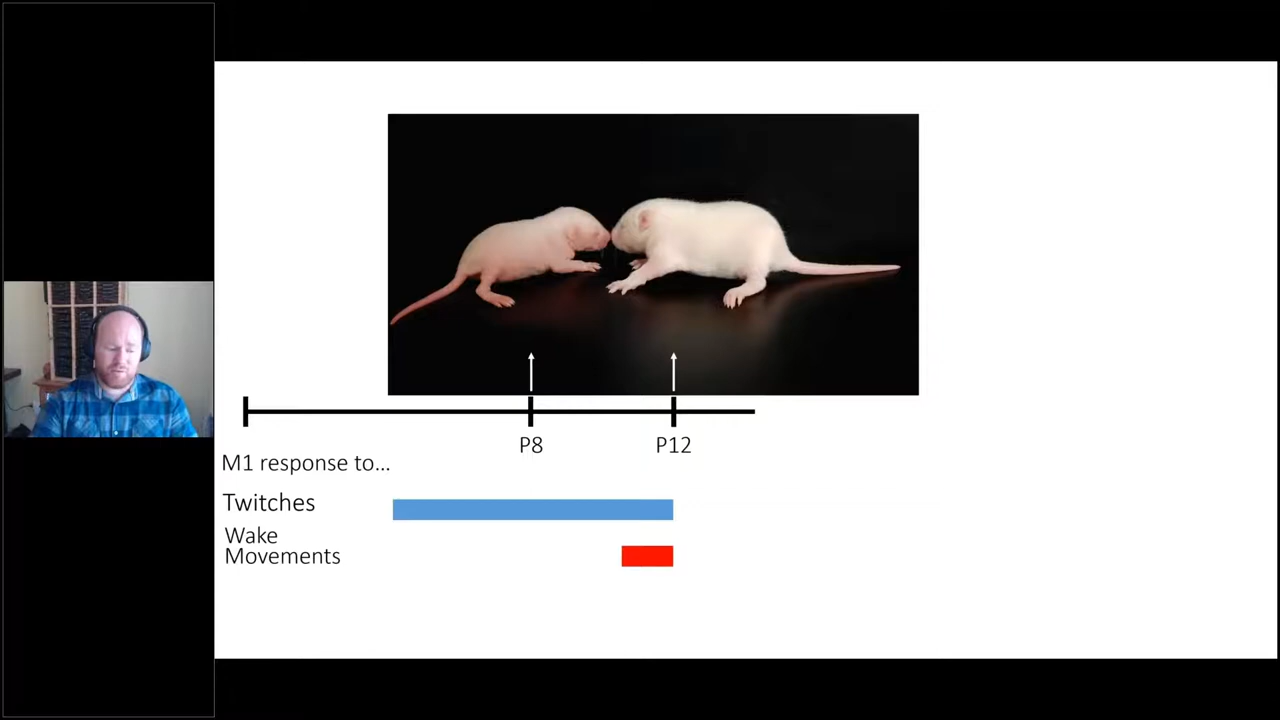 P8
P12
M1 response to...
Twitches
Wake
Movements